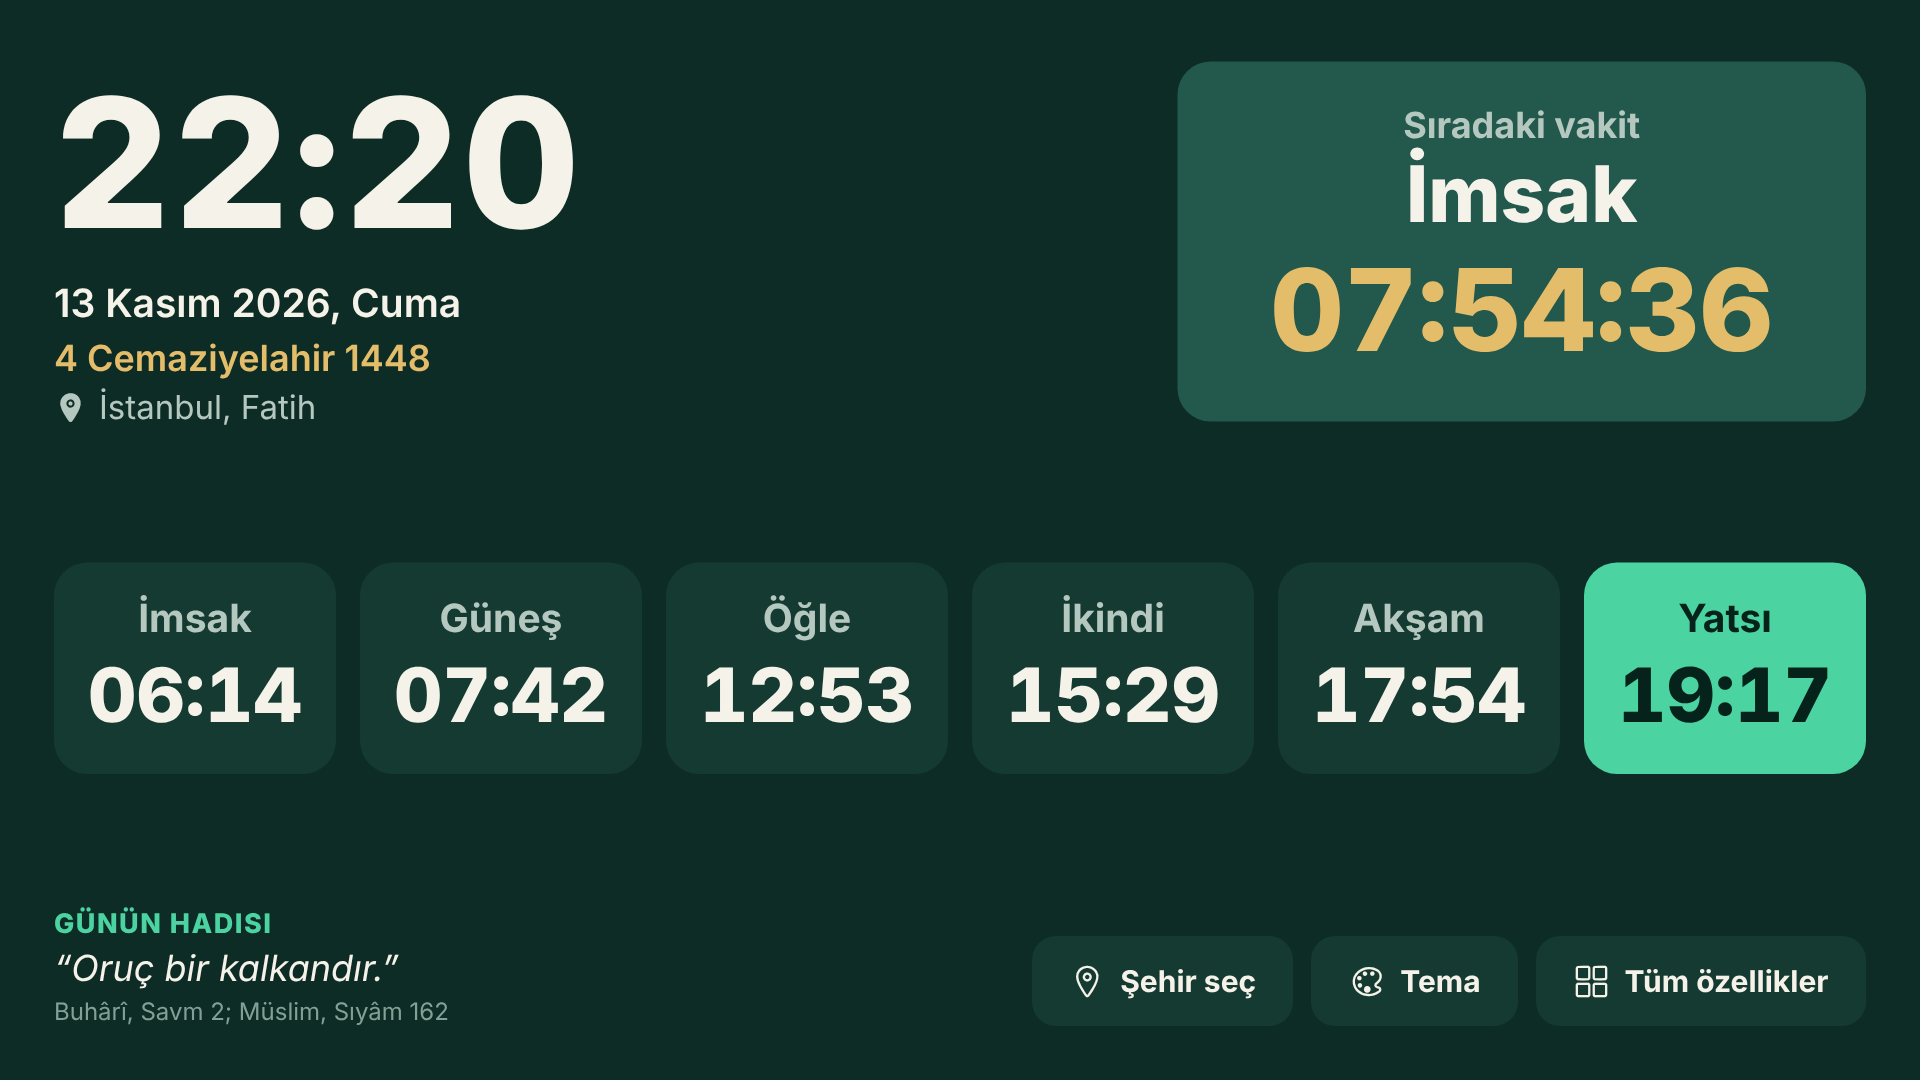 22:20
13 Kasım 2026, Cuma
4 Cemaziyelahir 1448
İstanbul, Fatih
Sıradaki vakit
İmsak
07:54:36
İmsak
06:14
Güneş
07:42
Öğle
12:53
İkindi
15:29
Akşam
17:54
Yatsı
19:17
GÜNÜN HADISI
“Oruç bir kalkandır.”
Buhârî, Savm 2; Müslim, Sıyâm 162
Şehir seç
Tema
Tüm özellikler